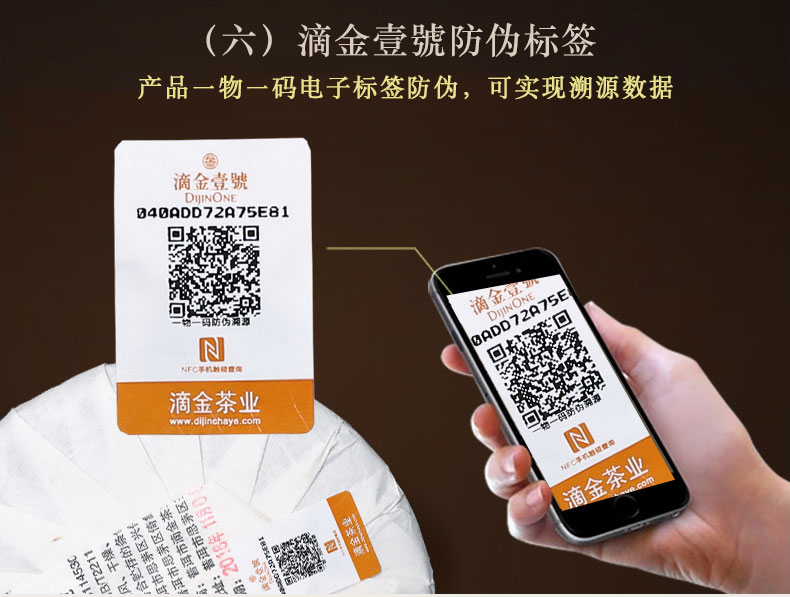 （六）滴金壹號防伪标签
产品一物一码电子标签防伪，可实现溯源数据
滴金壹號
DIJINONE
040ADD72A75E81
一物一码防伪溯源
NFC手机触碰查询
滴金茶业
www.dijinchaye.com
滴金壹號
DIJINONE
0ADD72A75E
一物一码防伪溯源
NFC手机触碰查询
滴金茶业
滴金茶业